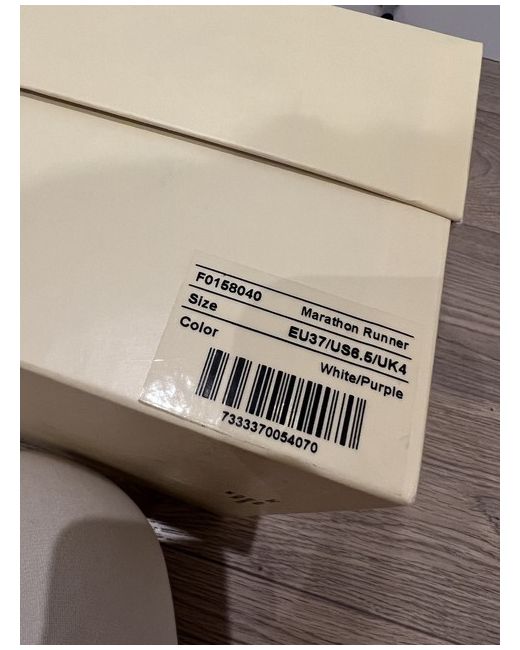 F0158040 Marathon Runner
Size EU37/US6.5/UK4
Color White/Purple
7333370054070